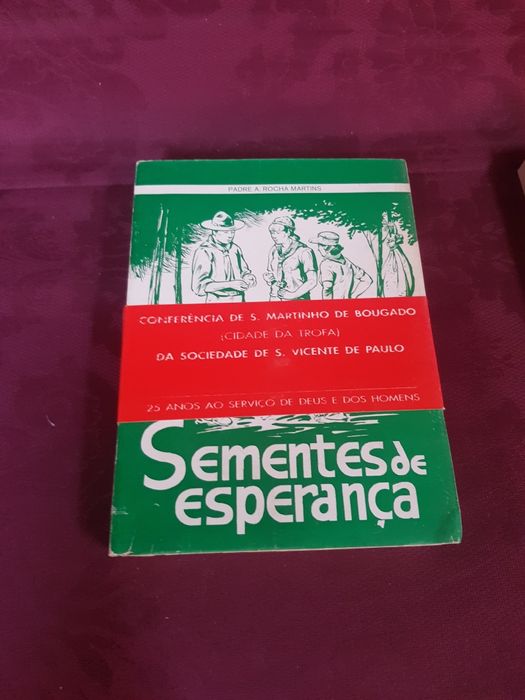 PADRE A. ROCHA MARTINS
CONFERÊNCIA DE S. MARTINHO DE BOUGADO
(CIDADE DA TROFA)
DA SOCIEDADE DE S. VICENTE DE PAULO
25 ANOS AO SERVIÇO DE DEUS E DOS HOMENS
Sementes de
esperança